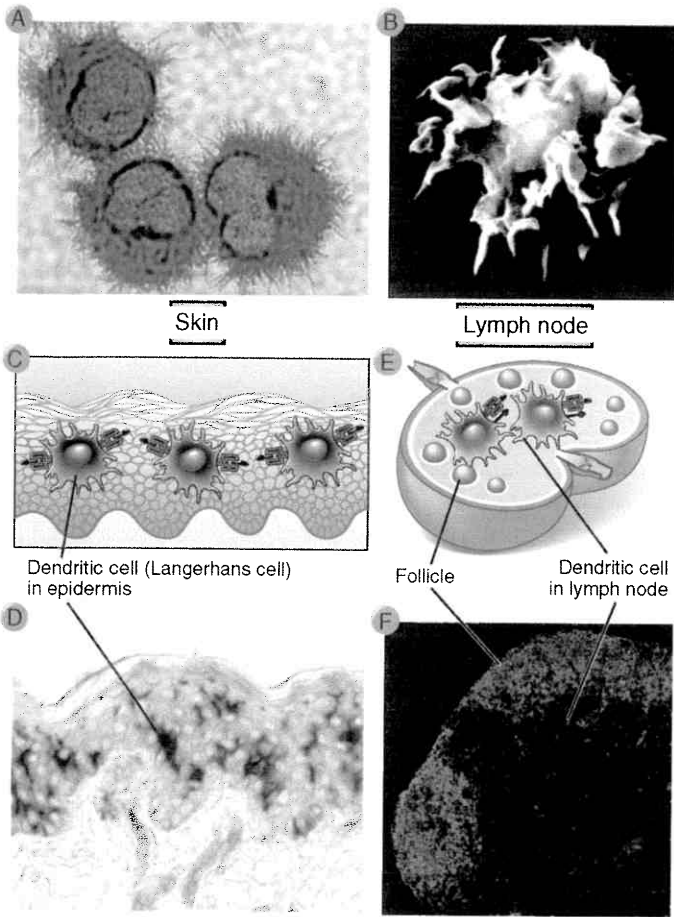 A
B
Skin
Lymph node
C
E
Dendritic cell (Langerhans cell)
in epidermis
Follicle
Dendritic cell
in lymph node
D
F